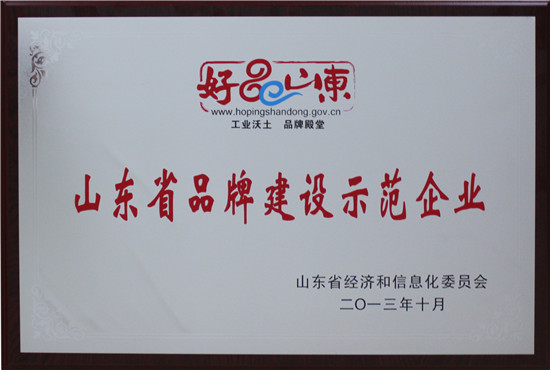 好品山東
www.hopingshandong.gov.cn
工业沃土 品牌殿堂
山东省品牌建设示范企业
山东省经济和信息化委员会
二〇一三年十月